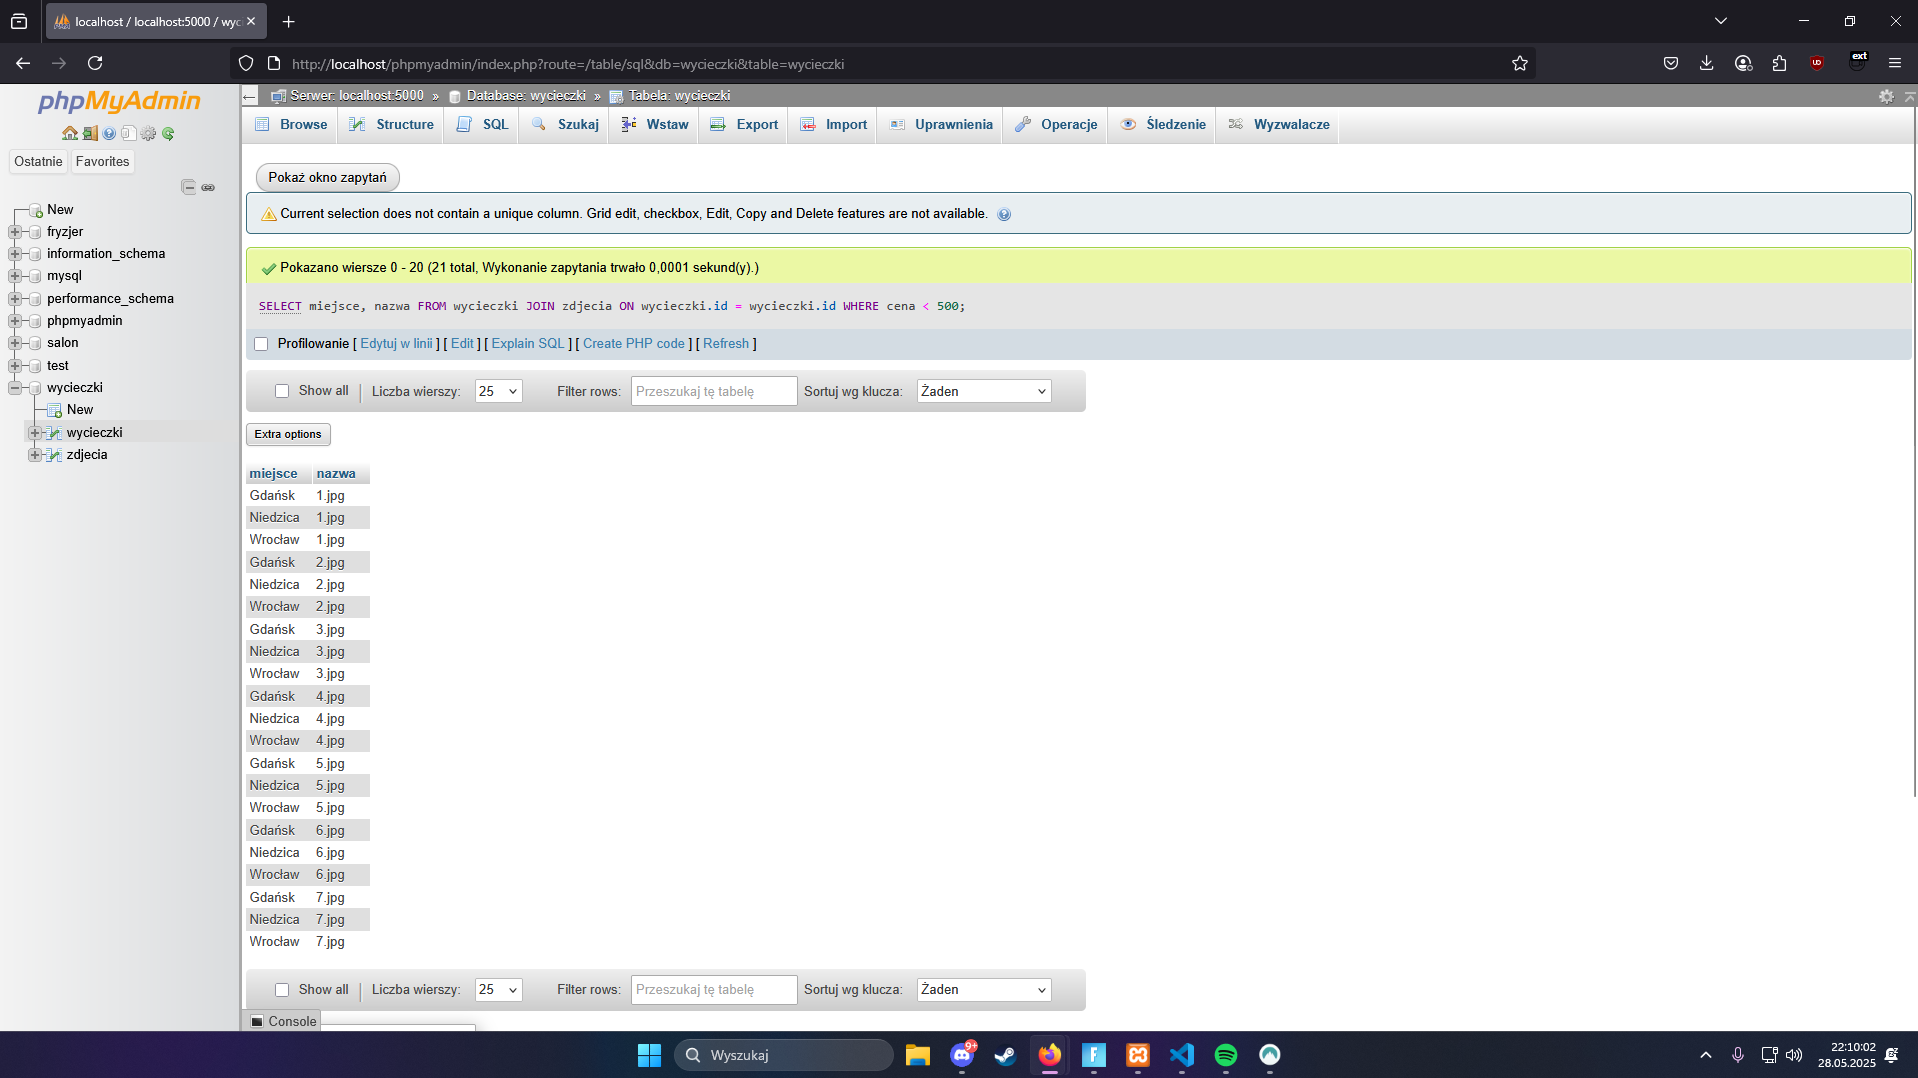 localhost / localhost:5000 / wyc
http://localhost/phpmyadmin/index.php?route=/table/sql&db=wycieczki&table=wycieczki
ext
phpMyAdmin
Ostatnie Favorites
New
fryzjer
information_schema
mysql
performance_schema
phpmyadmin
salon
test
wycieczki
New
wycieczki
zdjecia
Serwer: localhost:5000 » Database: wycieczki » Tabela: wycieczki
Browse Structure SQL Szukaj Wstaw Export Import Uprawnienia Operacje Śledzenie Wyzwalacze
Pokaż okno zapytań
Current selection does not contain a unique column. Grid edit, checkbox, Edit, Copy and Delete features are not available.
Pokazano wiersze 0 - 20 (21 total, Wykonanie zapytania trwało 0,0001 sekund(y).)
SELECT miejsce, nazwa FROM wycieczki JOIN zdjecia ON wycieczki.id = wycieczki.id WHERE cena < 500;
Profilowanie [ Edytuj w linii ] [ Edit ] [ Explain SQL ] [ Create PHP code ] [ Refresh ]
Show all | Liczba wierszy: 25 Filter rows: Przeszukaj tę tabelę Sortuj wg klucza: Żaden
Extra options
miejsce nazwa
Gdańsk 1.jpg
Niedzica 1.jpg
Wrocław 1.jpg
Gdańsk 2.jpg
Niedzica 2.jpg
Wrocław 2.jpg
Gdańsk 3.jpg
Niedzica 3.jpg
Wrocław 3.jpg
Gdańsk 4.jpg
Niedzica 4.jpg
Wrocław 4.jpg
Gdańsk 5.jpg
Niedzica 5.jpg
Wrocław 5.jpg
Gdańsk 6.jpg
Niedzica 6.jpg
Wrocław 6.jpg
Gdańsk 7.jpg
Niedzica 7.jpg
Wrocław 7.jpg
Show all | Liczba wierszy: 25 Filter rows: Przeszukaj tę tabelę Sortuj wg klucza: Żaden
Console
Wyszukaj
9+
22:10:02
28.05.2025